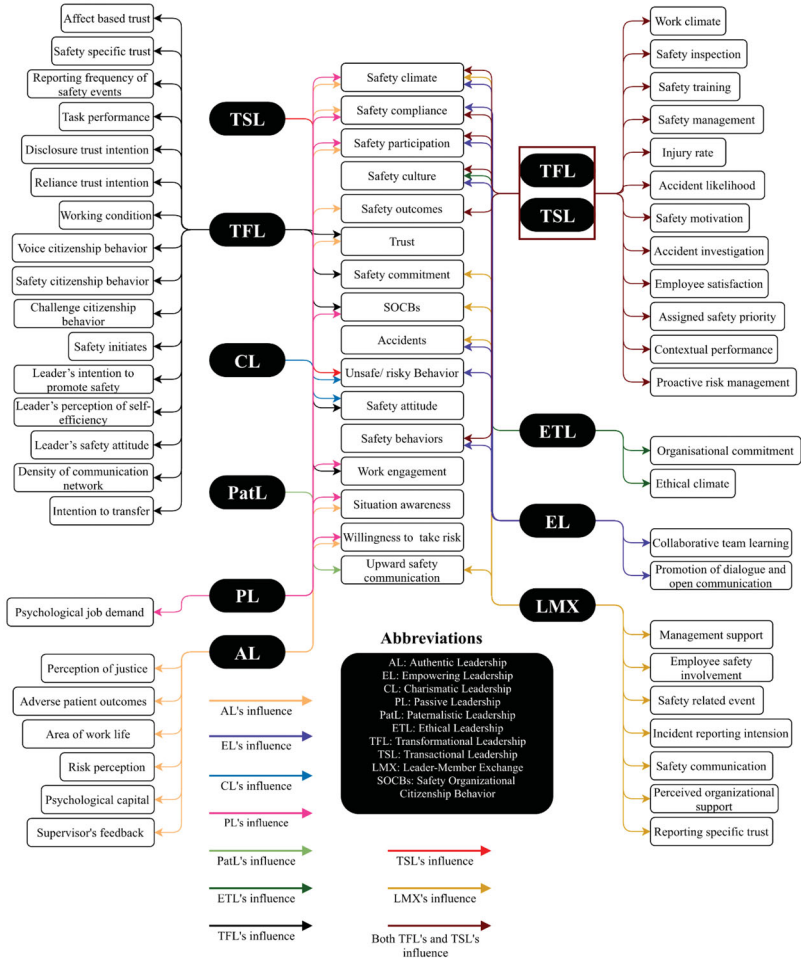 Affect based trust
Safety specific trust
Reporting frequency of
safety events
Task performance
Disclosure trust intention
Reliance trust intention
Working condition
Voice citizenship behavior
Safety citizenship behavior
Challenge citizenship
behavior
Safety initiates
Leader's intention to
promote safety
Leader's perception of self-
efficiency
Leader's safety attitude
Density of communication
network
Intention to transfer
Psychological job demand
Perception of justice
Adverse patient outcomes
Area of work life
Risk perception
Psychological capital
Supervisor's feedback
TSL
TFL
CL
PatL
PL
AL
Safety climate
Safety compliance
Safety participation
Safety culture
Safety outcomes
Trust
Safety commitment
SOCBs
Accidents
Unsafe/ risky Behavior
Safety attitude
Safety behaviors
Work engagement
Situation awareness
Willingness to take risk
Upward safety
communication
TFL
TSL
ETL
EL
LMX
Work climate
Safety inspection
Safety training
Safety management
Injury rate
Accident likelihood
Safety motivation
Accident investigation
Employee satisfaction
Assigned safety priority
Contextual performance
Proactive risk management
Organisational commitment
Ethical climate
Collaborative team learning
Promotion of dialogue and
open communication
Management support
Employee safety
involvement
Safety related event
Incident reporting intension
Safety communication
Perceived organizational
support
Reporting specific trust
Abbreviations
AL: Authentic Leadership
EL: Empowering Leadership
CL: Charismatic Leadership
PL: Passive Leadership
PatL: Paternalistic Leadership
ETL: Ethical Leadership
TFL: Transformational Leadership
TSL: Transactional Leadership
LMX: Leader-Member Exchange
SOCBs: Safety Organizational
Citizenship Behavior
AL's influence
EL's influence
CL's influence
PL's influence
PatL's influence
ETL's influence
TFL's influence
TSL's influence
LMX's influence
Both TFL's and TSL's
influence